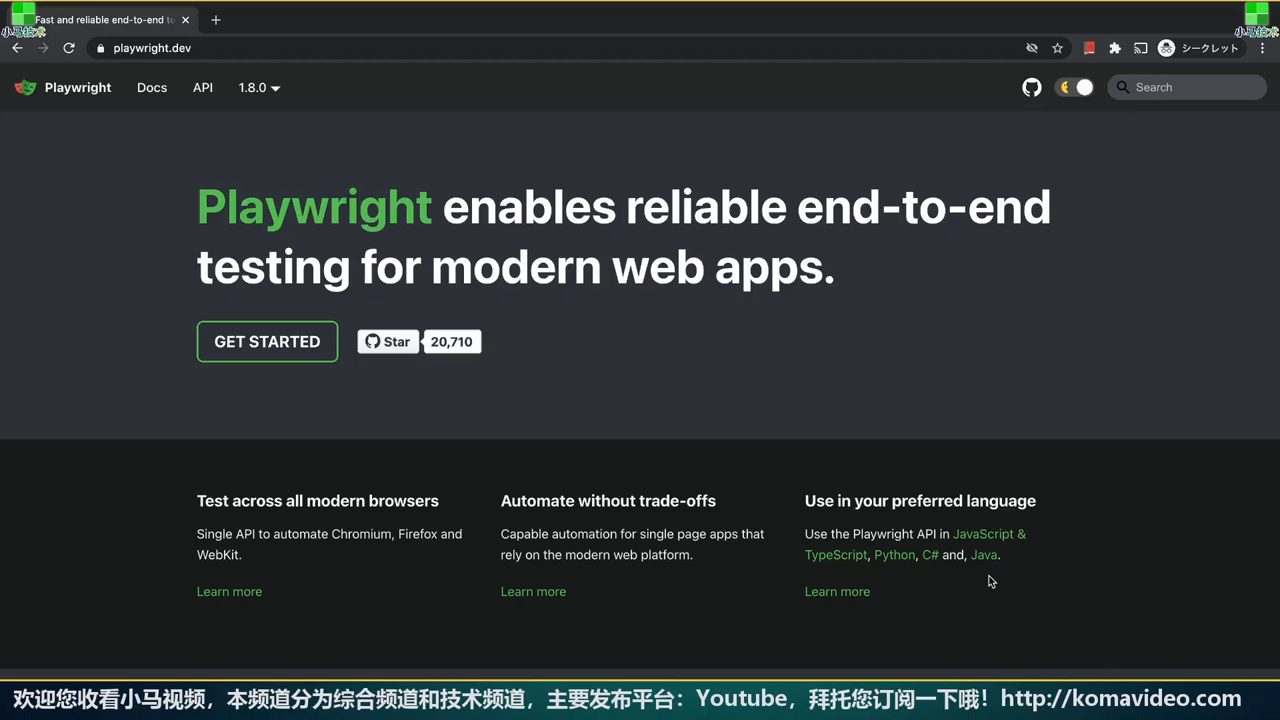 Fast and reliable end-to-end te
小马技术
小马技术
playwright.dev
シークレット
Playwright
Docs
API
1.8.0
Search
Playwright enables reliable end-to-end
testing for modern web apps.
GET STARTED
Star
20,710
Test across all modern browsers
Single API to automate Chromium, Firefox and
WebKit.
Learn more
Automate without trade-offs
Capable automation for single page apps that
rely on the modern web platform.
Learn more
Use in your preferred language
Use the Playwright API in JavaScript &
TypeScript, Python, C# and, Java.
Learn more
欢迎您收看小马视频，本频道分为综合频道和技术频道，主要发布平台：Youtube，拜托您订阅一下哦！http://komavideo.com